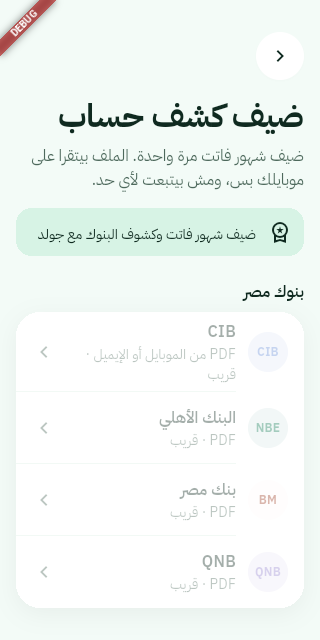 DEBUG
ضيف كشف حساب
ضيف شهور فاتت مرة واحدة. الملف بيتقرا على
موبايلك بس، ومش بيتبعت لأي حد.
ضيف شهور فاتت وكشوف البنوك مع جولد
بنوك مصر
CIB
CIB
PDF من الموبايل أو الإيميل ·
قريب
NBE
البنك الأهلي
PDF · قريب
BM
بنك مصر
PDF · قريب
QNB
QNB
PDF · قريب